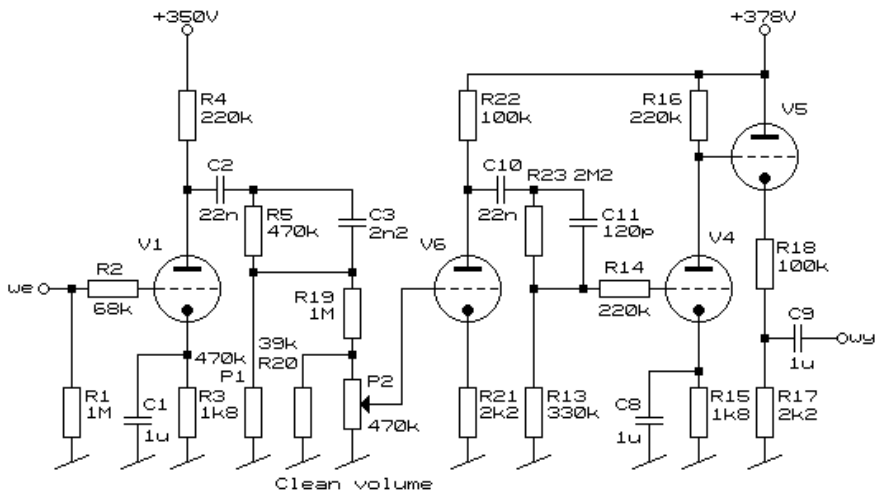 +350V
+378V
R4
220k
R22
100k
R16
220k
V5
C2
22n
R5
470k
C3
2n2
C10
22n
R23 2M2
C11
120p
V1
V6
V4
R18
100k
we
R2
68k
R19
1M
R14
220k
C9
1u
wy
39k
R20
470k
P1
P2
470k
R1
1M
C1
1u
R3
1k8
R21
2k2
R13
330k
C8
1u
R15
1k8
R17
2k2
Clean volume